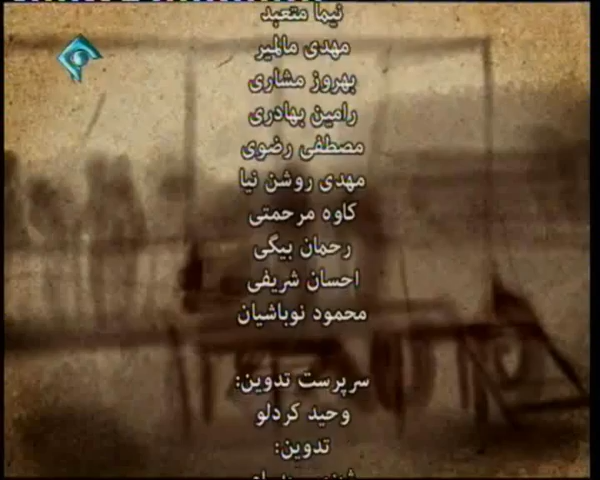 نیما متعبد
مهدی مالمیر
بهروز مشاری
رامین بهادری
مصطفی رضوی
مهدی روشن نیا
کاوه مرحمتی
رحمان بیگی
احسان شریفی
محمود نوباشیان
سرپرست تدوین:
وحید کردلو
تدوین: